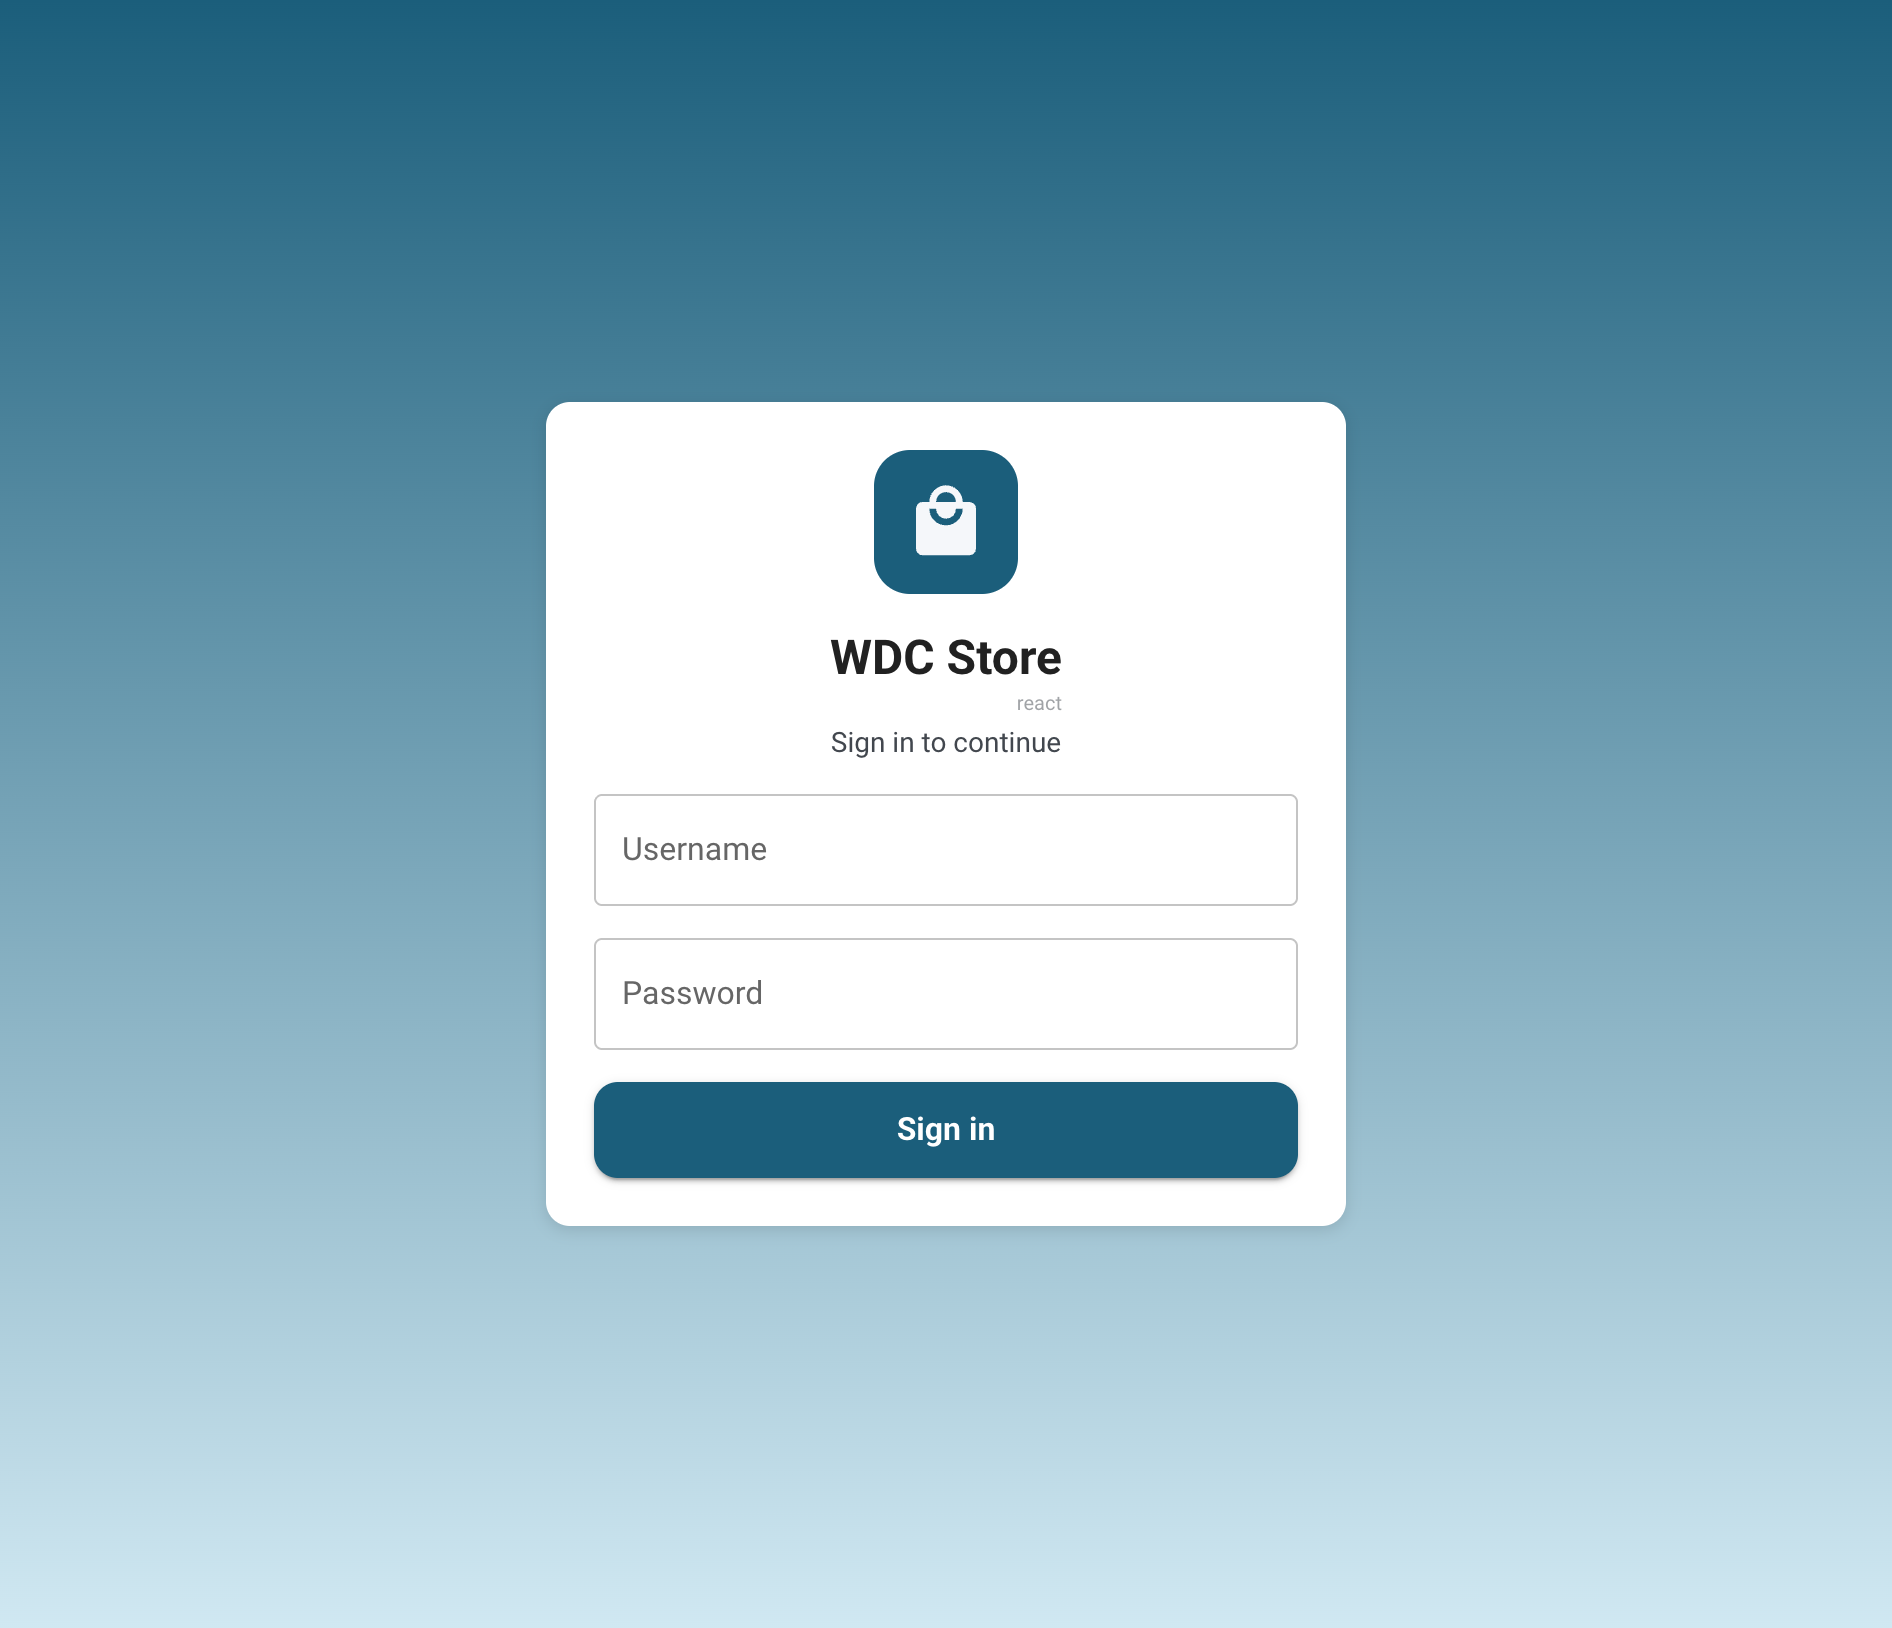 WDC Store
react
Sign in to continue
Username
Password
Sign in